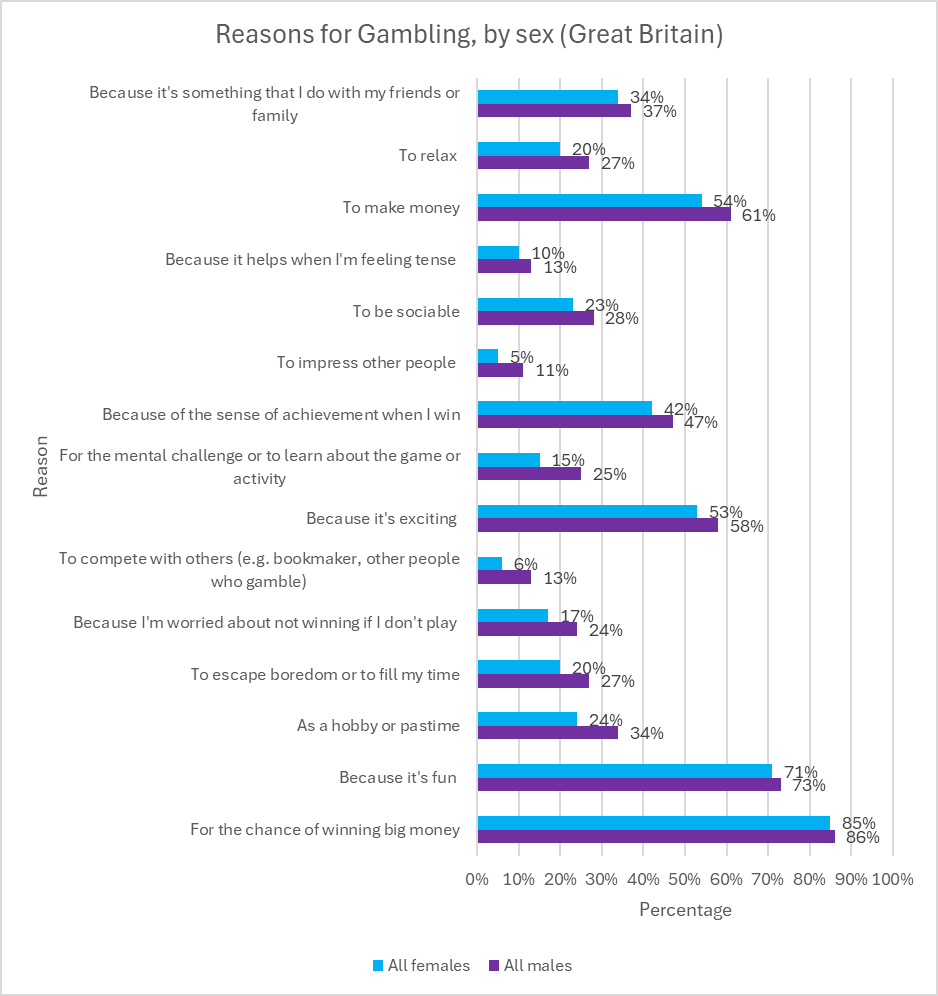 Reasons for Gambling, by sex (Great Britain)
Because it's something that I do with my friends or
family
34%
37%
To relax
20%
27%
To make money
54%
61%
Because it helps when I'm feeling tense
10%
13%
To be sociable
23%
28%
To impress other people
5%
11%
Because of the sense of achievement when I win
42%
47%
For the mental challenge or to learn about the game or
activity
15%
25%
Because it's exciting
53%
58%
To compete with others (e.g. bookmaker, other people
who gamble)
6%
13%
Because I'm worried about not winning if I don't play
17%
24%
To escape boredom or to fill my time
20%
27%
As a hobby or pastime
24%
34%
Because it's fun
71%
73%
For the chance of winning big money
85%
86%
Reason
0% 10% 20% 30% 40% 50% 60% 70% 80% 90% 100%
Percentage
All females All males